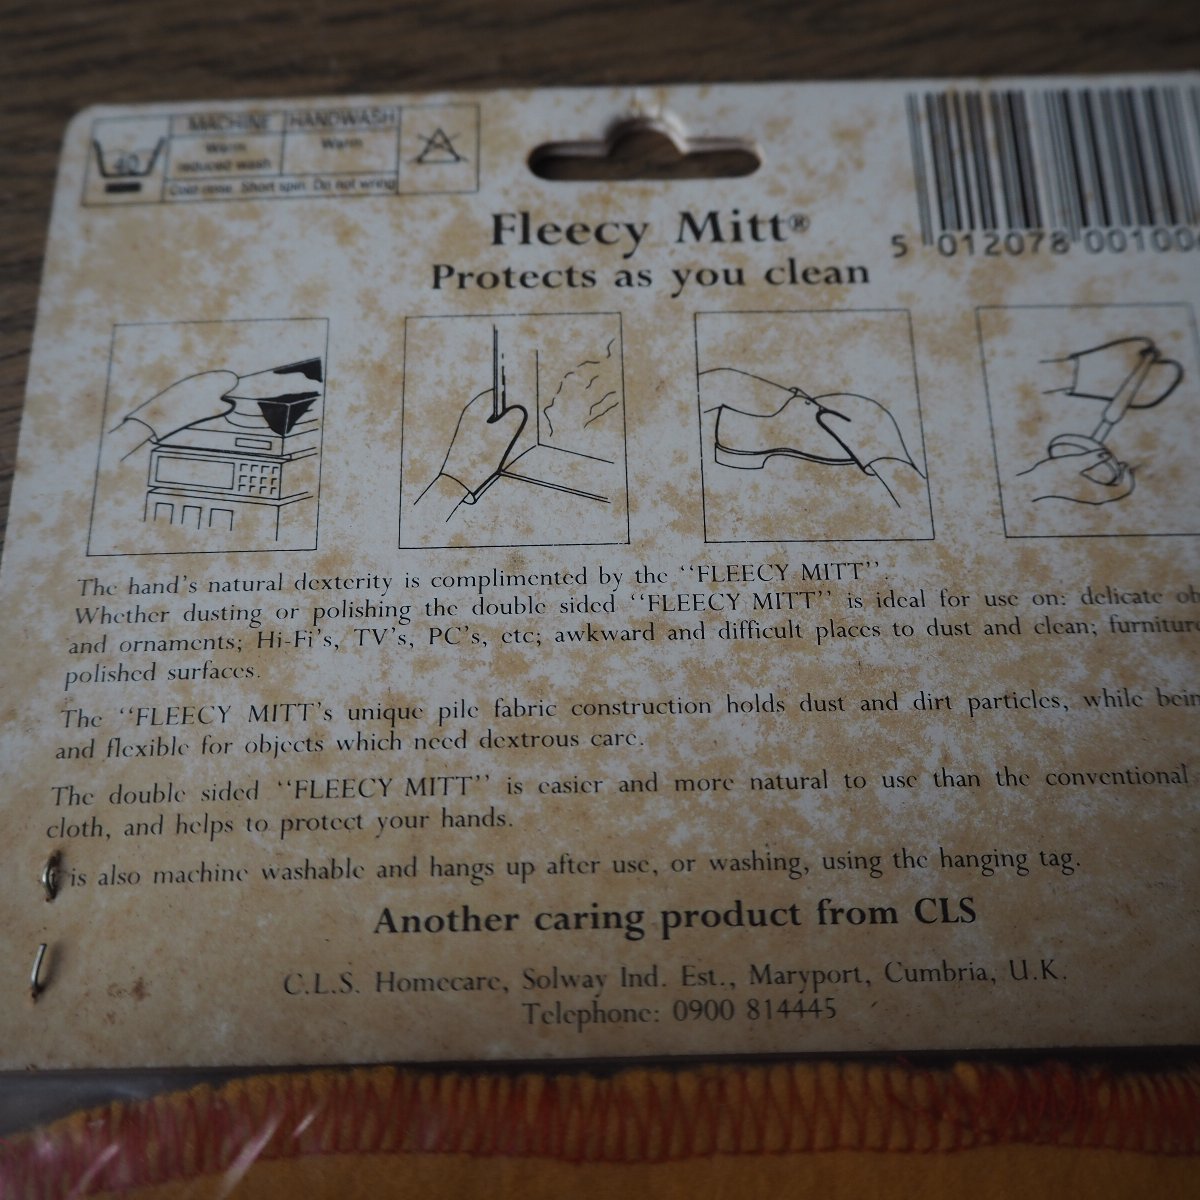 MACHINE HANDWASH
40 Warm Warm
reduced wash
Cool rinse. Short spin. Do not wring
Fleecy Mitt®
Protects as you clean
5 012078 00100
The hand's natural dexterity is complimented by the “FLEECY MITT”.
Whether dusting or polishing the double sided “FLEECY MITT” is ideal for use on: delicate
and ornaments; Hi-Fi's, TV's, PC's, etc; awkward and difficult places to dust and clean; furniture
polished surfaces.
The “FLEECY MITT's unique pile fabric construction holds dust and dirt particles, while
and flexible for objects which need dextrous care.
The double sided “FLEECY MITT” is easier and more natural to use than the conventional
cloth, and helps to protect your hands.
is also machine washable and hangs up after use, or washing, using the hanging tag.
Another caring product from CLS
C.L.S. Homecare, Solway Ind. Est., Maryport, Cumbria, U.K.
Telephone: 0900 814445